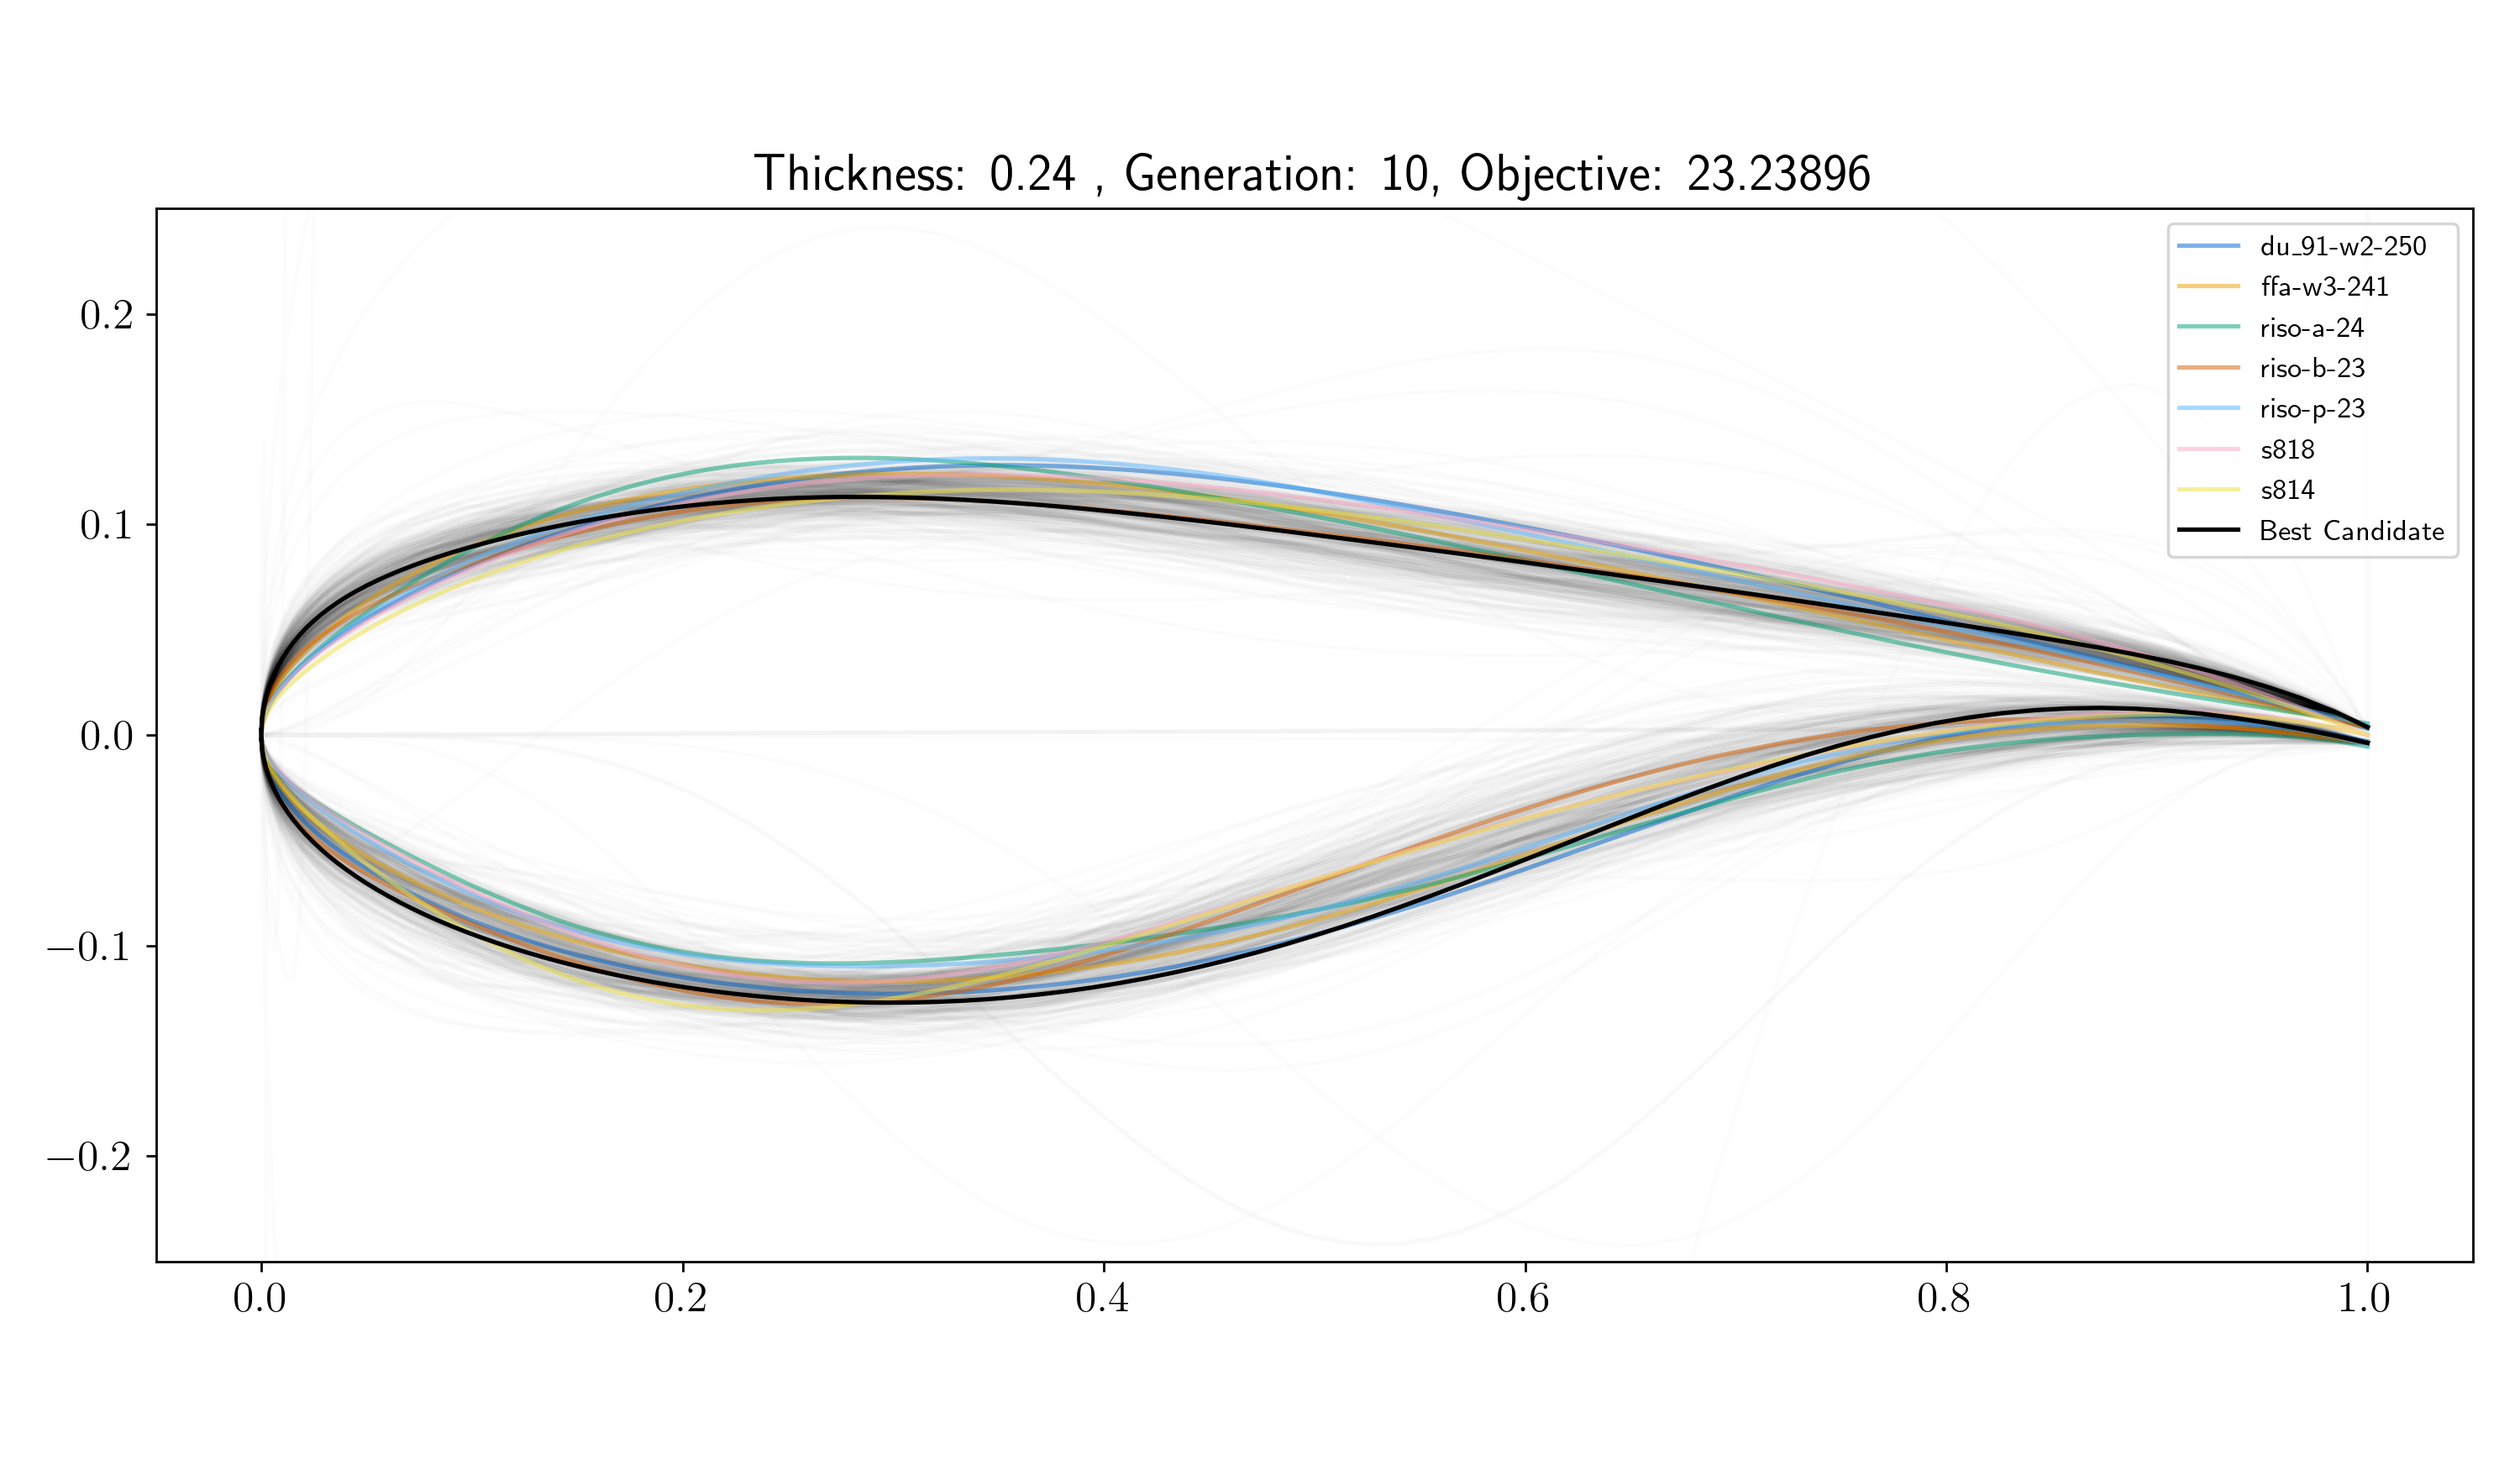 Thickness: 0.24 , Generation: 10, Objective: 23.23896
du_91-w2-250
ffa-w3-241
riso-a-24
riso-b-23
riso-p-23
s818
s814
Best Candidate
0.2
0.1
0.0
−0.1
−0.2
0.0 0.2 0.4 0.6 0.8 1.0